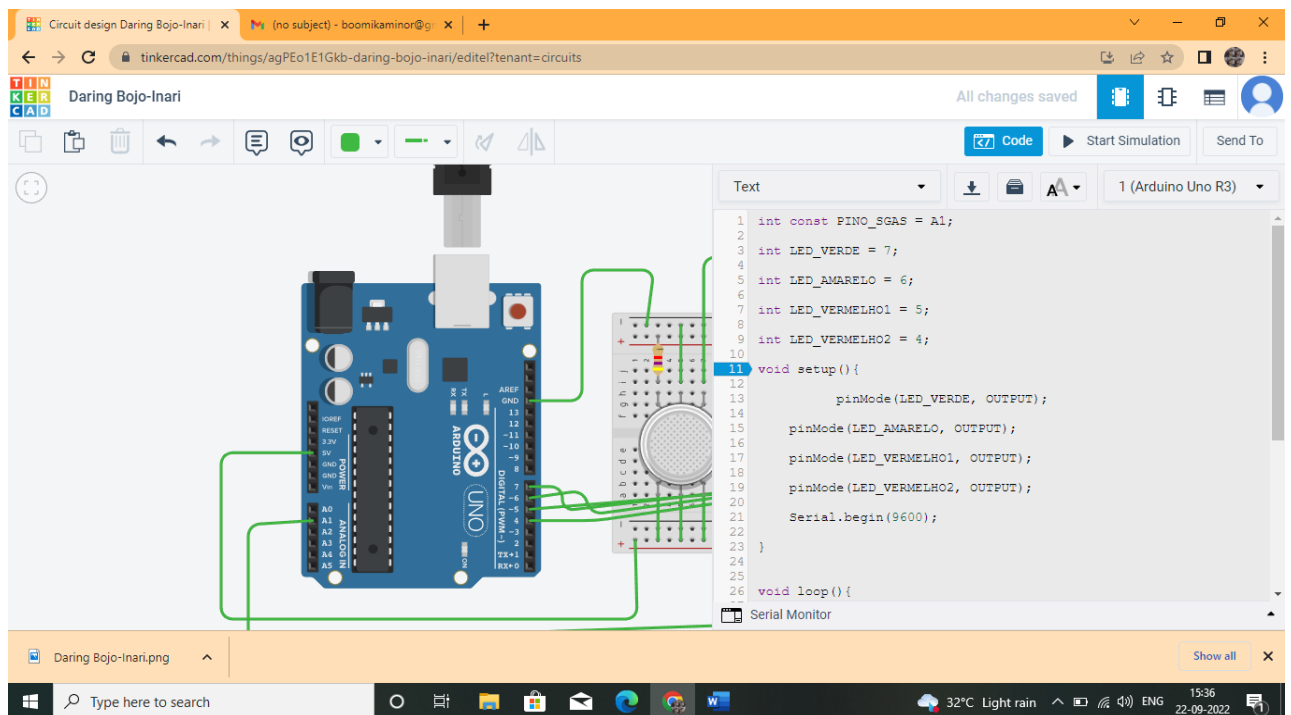 Circuit design Daring Bojo-Inari |
(no subject) - boomikaminor@g
tinkercad.com/things/agPEo1E1Gkb-daring-bojo-inari/editel?tenant=circuits
TIN
KER
CAD
Daring Bojo-Inari
All changes saved
Code
Start Simulation
Send To
Text
1 (Arduino Uno R3)
1 int const PINO_SGAS = A1;
2
3 int LED_VERDE = 7;
4
5 int LED_AMARELO = 6;
6
7 int LED_VERMELHO1 = 5;
8
9 int LED_VERMELHO2 = 4;
10
11 void setup(){
12
13 pinMode(LED_VERDE, OUTPUT);
14
15 pinMode(LED_AMARELO, OUTPUT);
16
17 pinMode(LED_VERMELHO1, OUTPUT);
18
19 pinMode(LED_VERMELHO2, OUTPUT);
20
21 Serial.begin(9600);
22
23 }
24
25
26 void loop(){
Serial Monitor
AREF
GND
13
12
~11
~10
~9
8
7
~6
~5
4
~3
2
TX→1
RX←0
DIGITAL (PWM~)
IOREF
RESET
3.3V
5V
GND
GND
Vin
POWER
A0
A1
A2
A3
A4
A5
ANALOG IN
RX
TX
L
ARDUINO
UNO
ON
a b c d e
f g h i j
Daring Bojo-Inari.png
Show all
Type here to search
32°C Light rain
ENG
15:36
22-09-2022
1